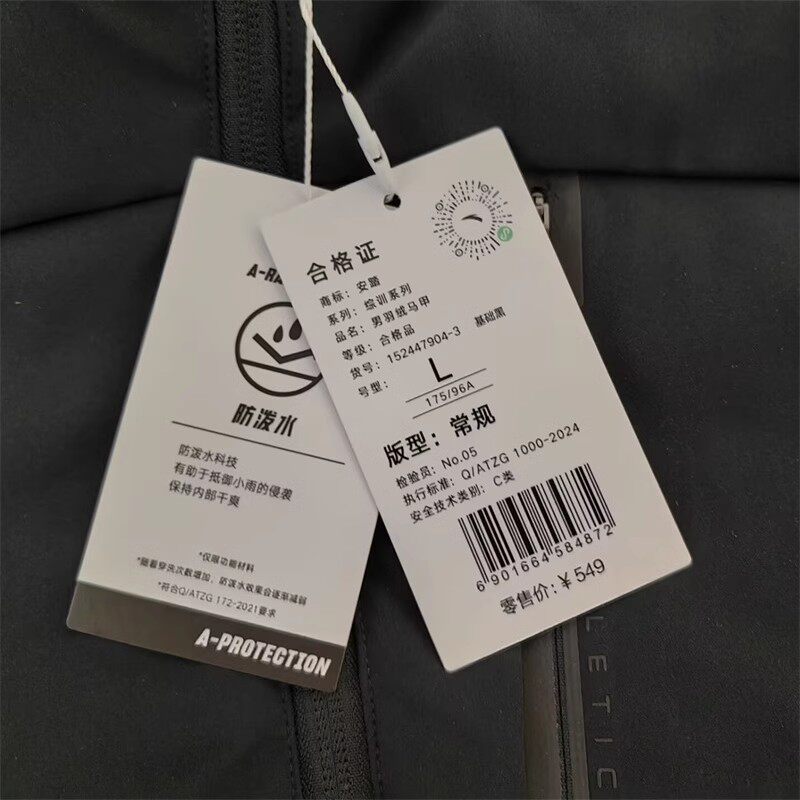 A-RA
防泼水
防泼水科技
有助于抵御小雨的侵袭
保持内部干爽
*仅限功能材料
*随着穿洗次数增加，防泼水效果会逐渐减弱
*符合Q/ATZG 172-2021要求
A-PROTECTION
合格证
商标：安踏
系列：综训系列
品名：男羽绒马甲
等级：合格品
货号：152447904-3 基础黑
号型：L
175/96A
版型：常规
检验员：No.05
执行标准：Q/ATZG 1000-2024
安全技术类别：C类
6901664584872
零售价：¥549
LETIC